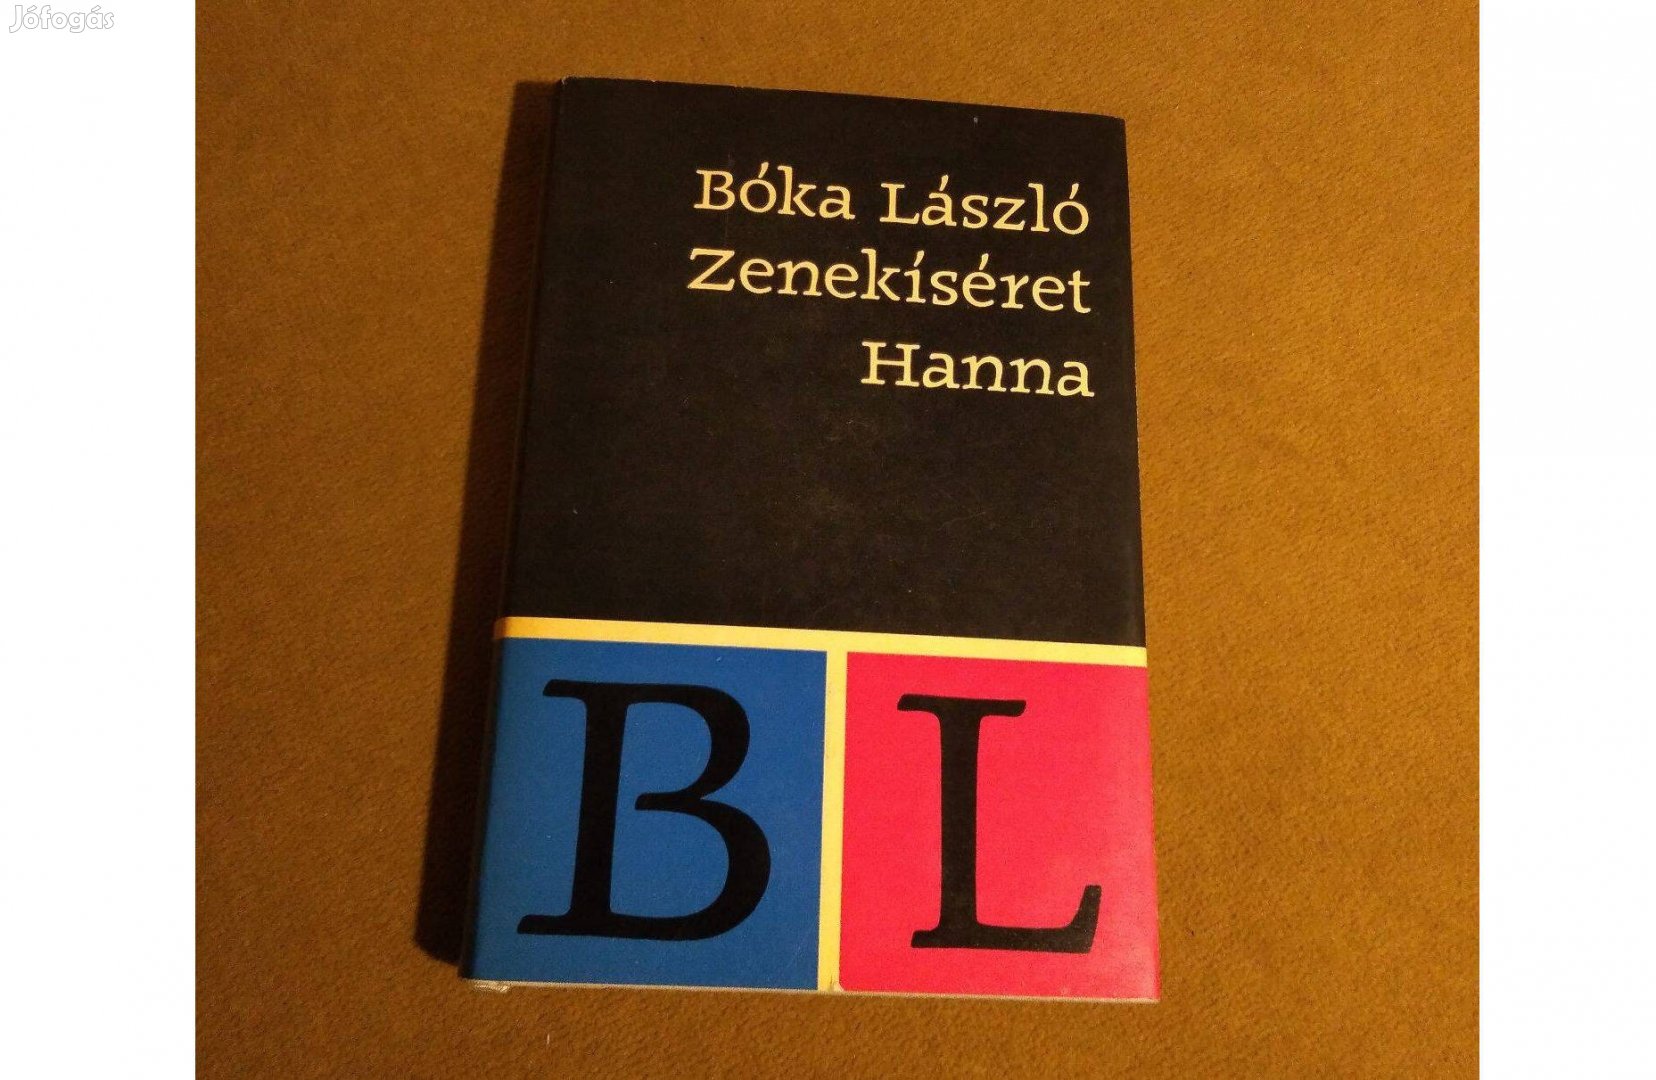 Jófogás
Bóka László
Zenekíséret
Hanna
B L